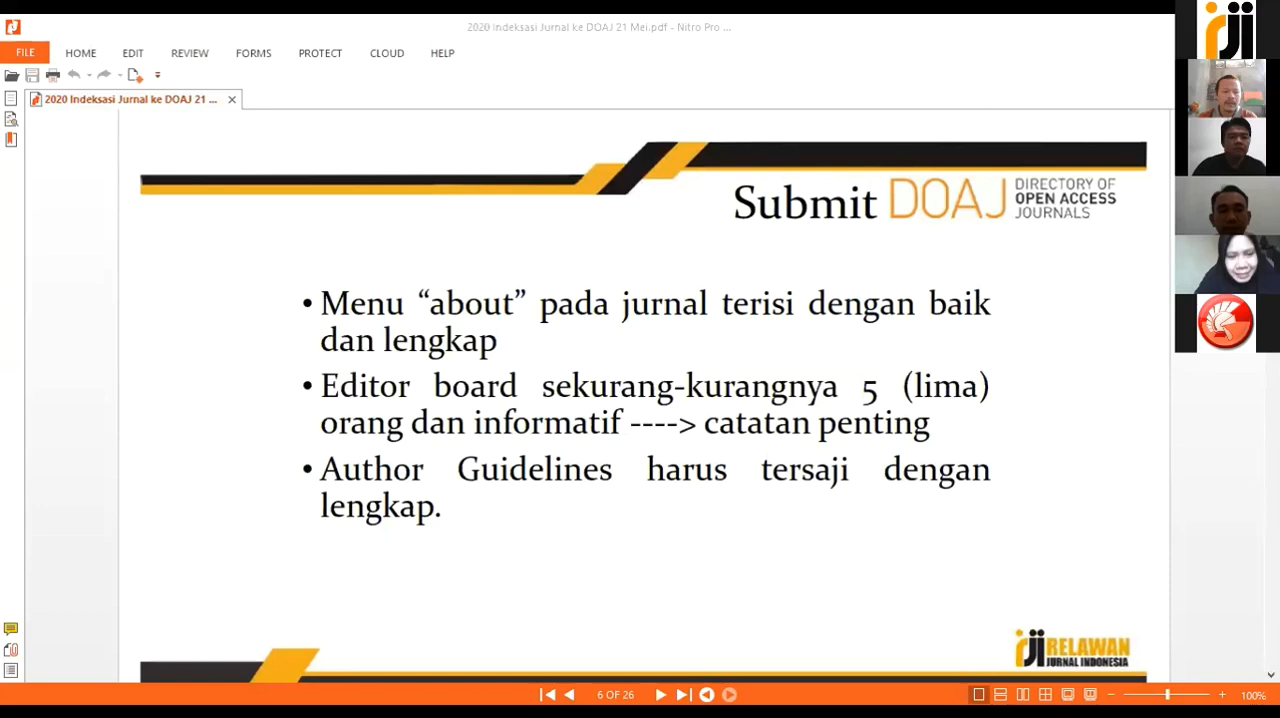 2020 Indeksasi Jurnal ke DOAJ 21 Mei.pdf - Nitro Pro ...
FILE HOME EDIT REVIEW FORMS PROTECT CLOUD HELP
2020 Indeksasi Jurnal ke DOAJ 21 ...
Submit DOAJ DIRECTORY OF
OPEN ACCESS
JOURNALS
• Menu “about” pada jurnal terisi dengan baik
dan lengkap
• Editor board sekurang-kurangnya 5 (lima)
orang dan informatif ----> catatan penting
• Author Guidelines harus tersaji dengan
lengkap.
rji RELAWAN
JURNAL INDONESIA
6 OF 26
100%
rji